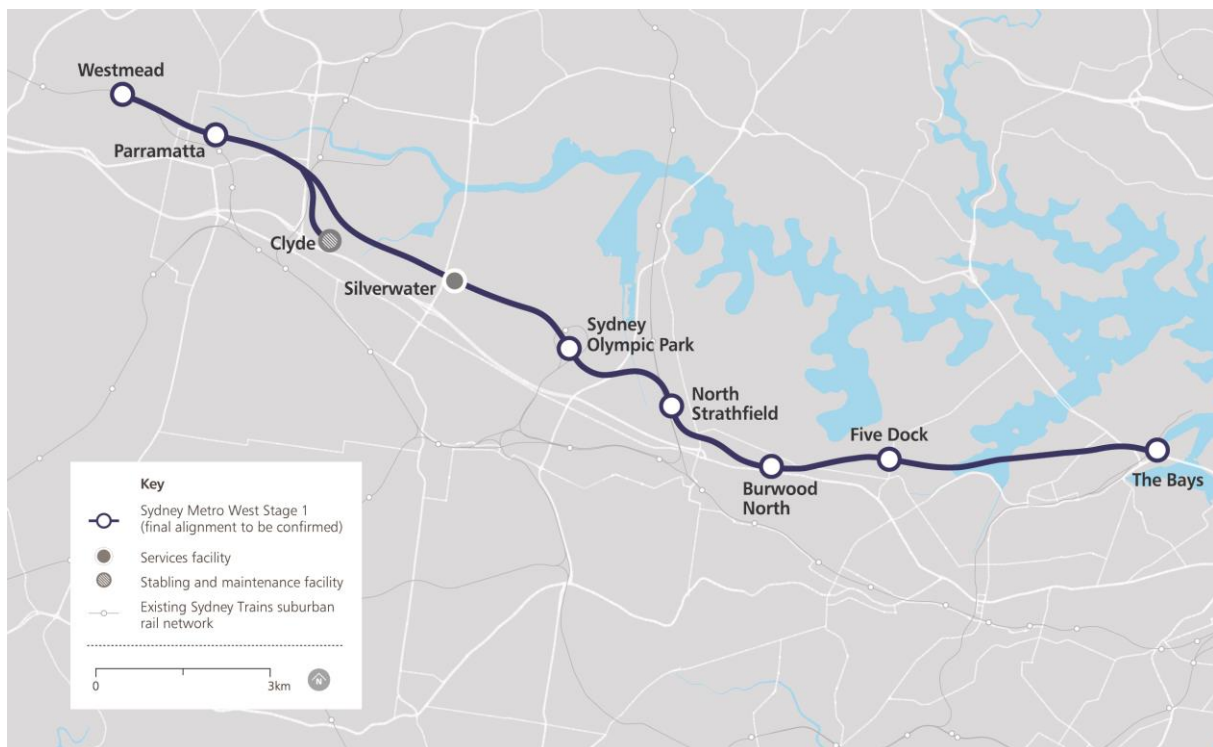 Westmead
Parramatta
Clyde
Silverwater
Sydney
Olympic Park
North
Strathfield
Five Dock
Burwood
North
The Bays
Key
Sydney Metro West Stage 1
(final alignment to be confirmed)
Services facility
Stabling and maintenance facility
Existing Sydney Trains suburban
rail network
0 3km N